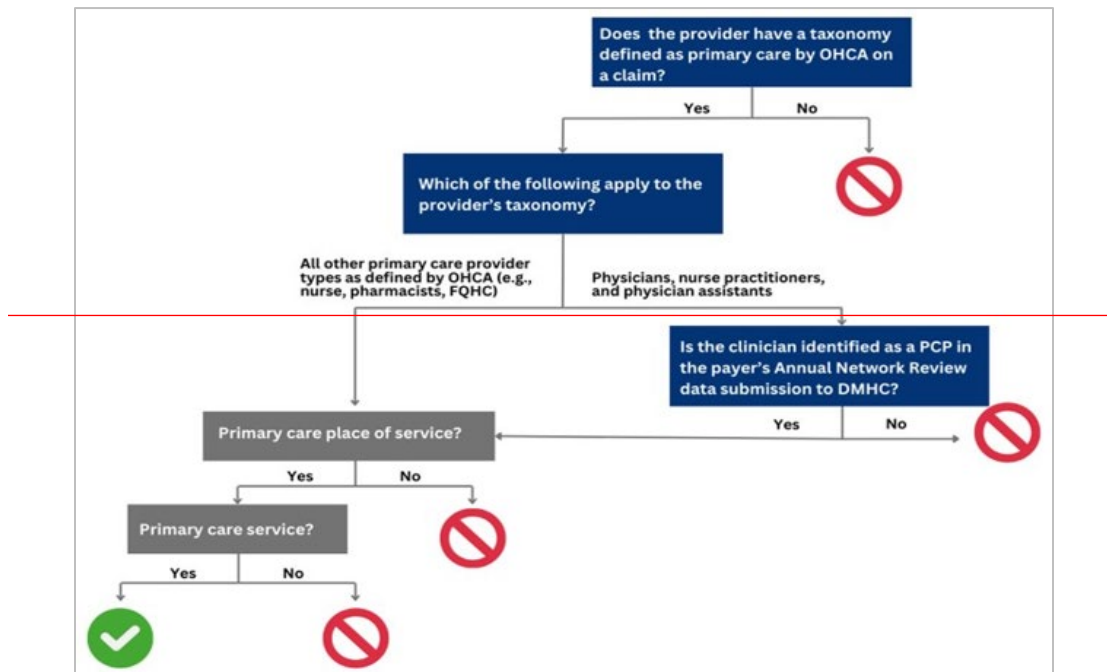 Does the provider have a taxonomy
defined as primary care by OHCA on
a claim?
Yes
No
Which of the following apply to the
provider's taxonomy?
All other primary care provider
types as defined by OHCA (e.g.,
nurse, pharmacists, FQHC)
Physicians, nurse practitioners,
and physician assistants
Is the clinician identified as a PCP in
the payer's Annual Network Review
data submission to DMHC?
Yes
No
Primary care place of service?
Yes
No
Primary care service?
Yes
No